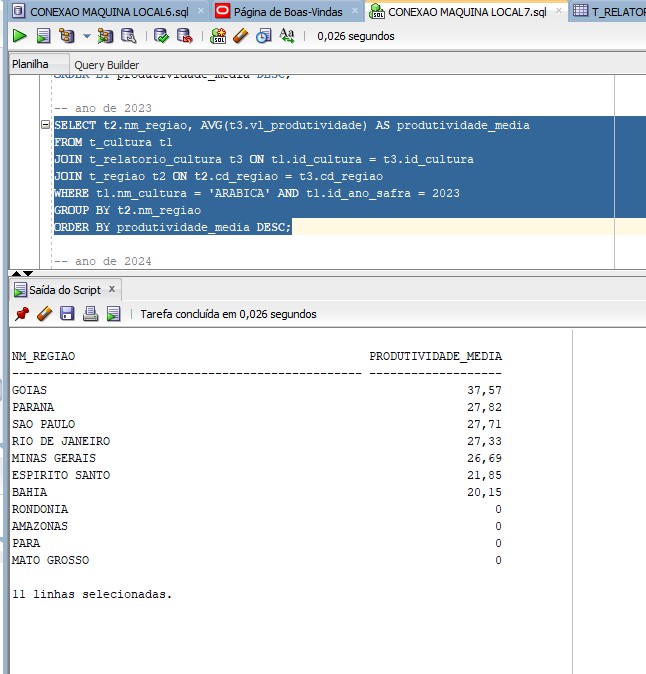 CONEXAO MAQUINA LOCAL6.sql
Página de Boas-Vindas
CONEXAO MAQUINA LOCAL7.sql
T_RELATOR
0,026 segundos
Planilha
Query Builder
ORDER BY produtividade_media DESC;
-- ano de 2023
SELECT t2.nm_regiao, AVG(t3.vl_produtividade) AS produtividade_media
FROM t_cultura t1
JOIN t_relatorio_cultura t3 ON t1.id_cultura = t3.id_cultura
JOIN t_regiao t2 ON t2.cd_regiao = t3.cd_regiao
WHERE t1.nm_cultura = 'ARABICA' AND t1.id_ano_safra = 2023
GROUP BY t2.nm_regiao
ORDER BY produtividade_media DESC;
-- ano de 2024
Saída do Script x
Tarefa concluída em 0,026 segundos
NM_REGIAO PRODUTIVIDADE_MEDIA
-------------------------------------------------- -------------------
GOIAS 37,57
PARANA 27,82
SAO PAULO 27,71
RIO DE JANEIRO 27,33
MINAS GERAIS 26,69
ESPIRITO SANTO 21,85
BAHIA 20,15
RONDONIA 0
AMAZONAS 0
PARA 0
MATO GROSSO 0
11 linhas selecionadas.